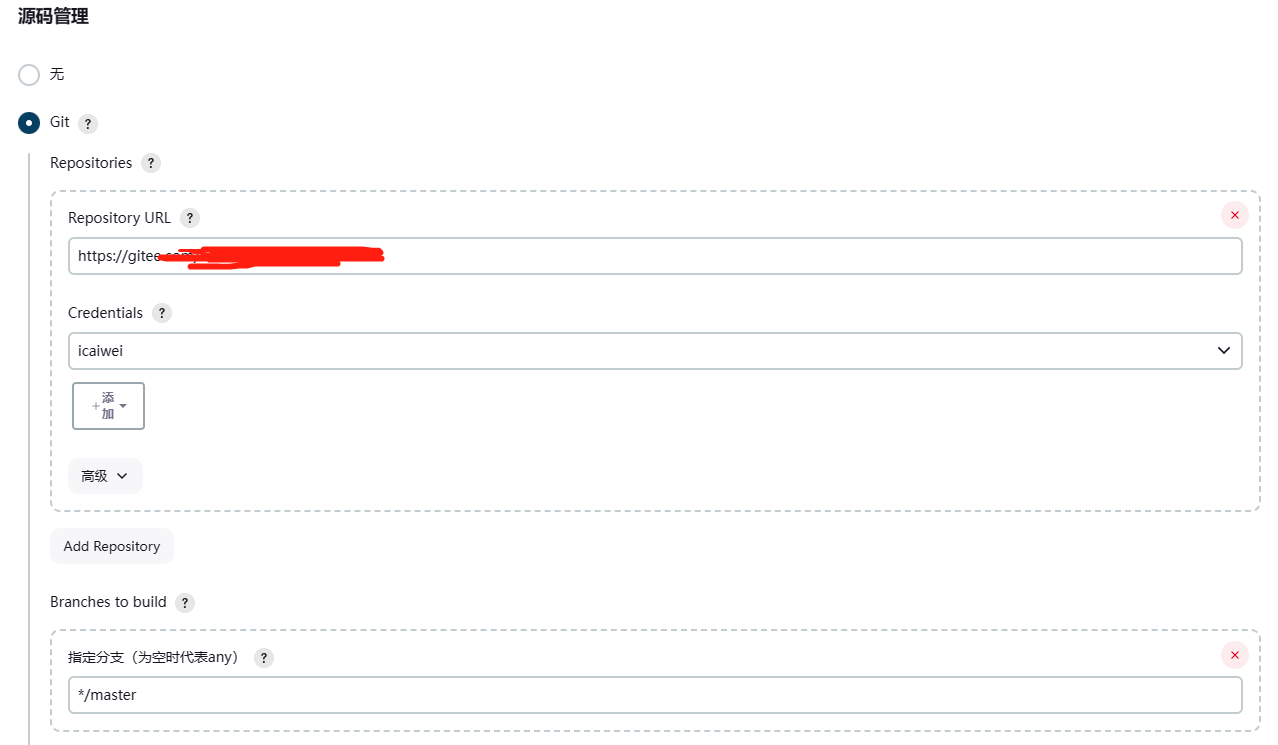 源码管理
无
Git ?
Repositories ?
Repository URL ?
https://gitee.com/
Credentials ?
icaiwei
+添
加
高级
Add Repository
Branches to build ?
指定分支（为空时代表any） ?
*/master